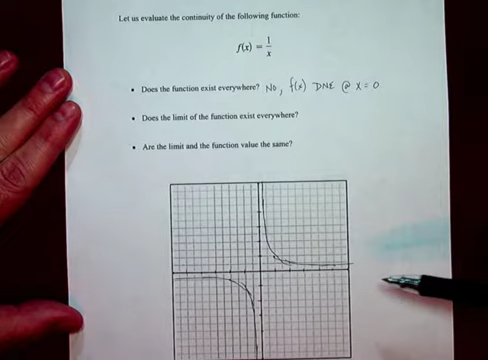 Let us evaluate the continuity of the following function:
f(x) = 1/x
• Does the function exist everywhere? No, f(x) DNE @ x = 0
• Does the limit of the function exist everywhere?
• Are the limit and the function value the same?